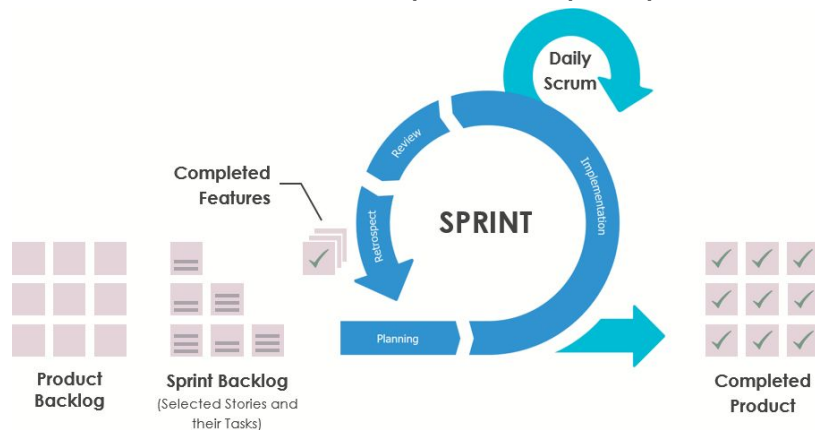 Daily
Scrum
Review
Implementation
Completed
Features
Retrospect
SPRINT
Planning
Product
Backlog
Sprint Backlog
(Selected Stories and
their Tasks)
Completed
Product